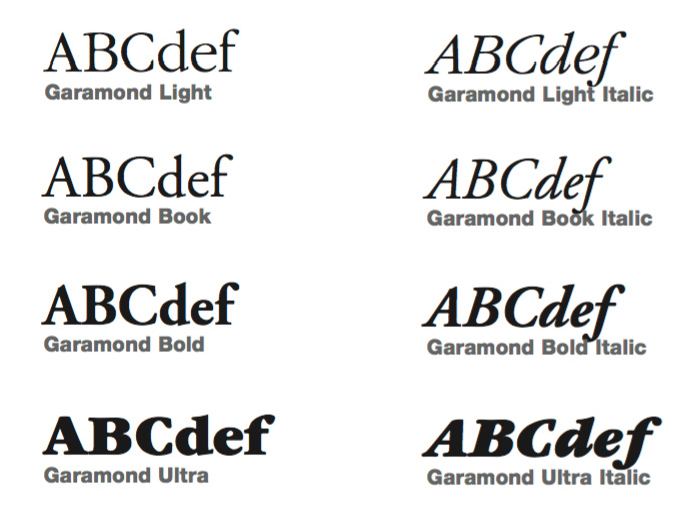 ABCdef
Garamond Light
ABCdef
Garamond Light Italic
ABCdef
Garamond Book
ABCdef
Garamond Book Italic
ABCdef
Garamond Bold
ABCdef
Garamond Bold Italic
ABCdef
Garamond Ultra
ABCdef
Garamond Ultra Italic